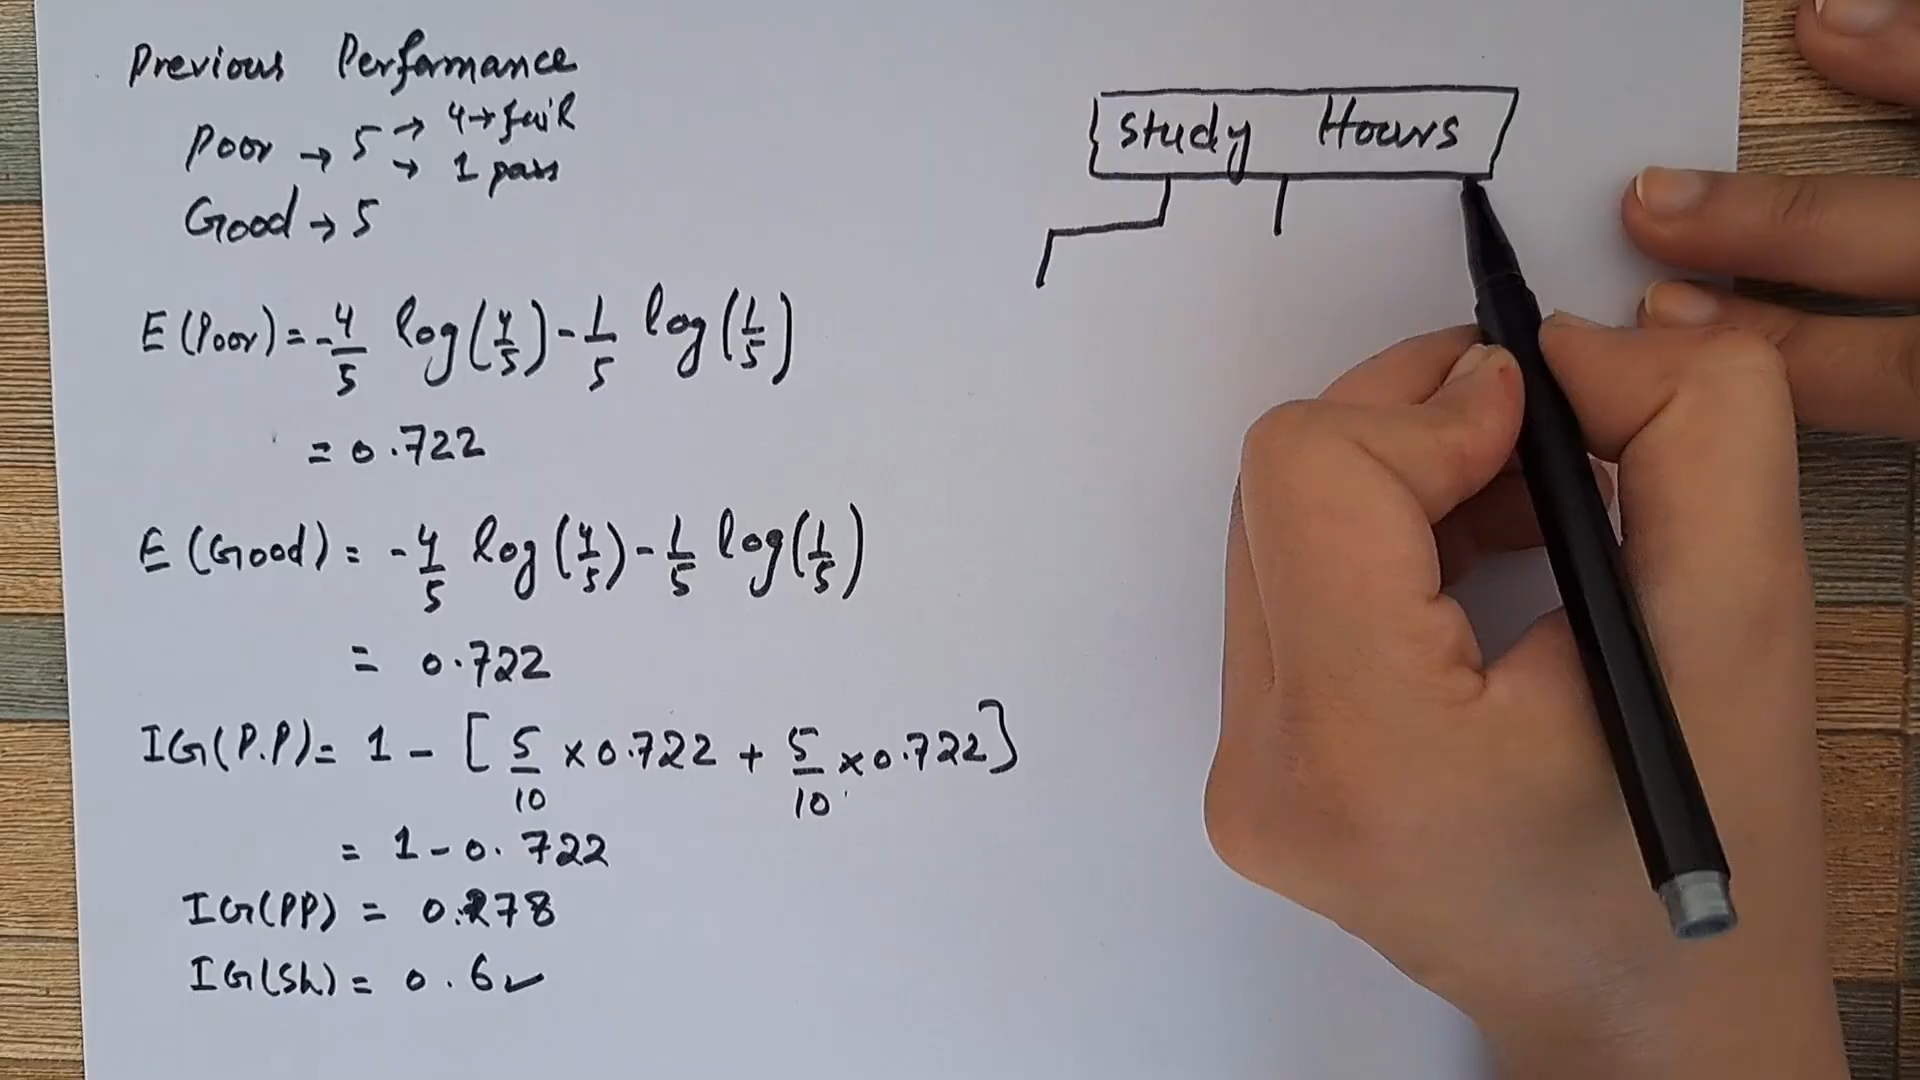 Previous Performance
Poor → 5 → 4 → fail
→ 1 pass
Good → 5
E (Poor) = -4/5 log(4/5) - 1/5 log(1/5)
= 0.722
E (Good) = -4/5 log(4/5) - 1/5 log(1/5)
= 0.722
IG(P.P) = 1 - [5/10 x 0.722 + 5/10 x 0.722]
= 1 - 0.722
IG(PP) = 0.278
IG(Sh) = 0.6 ✓
Study Hours